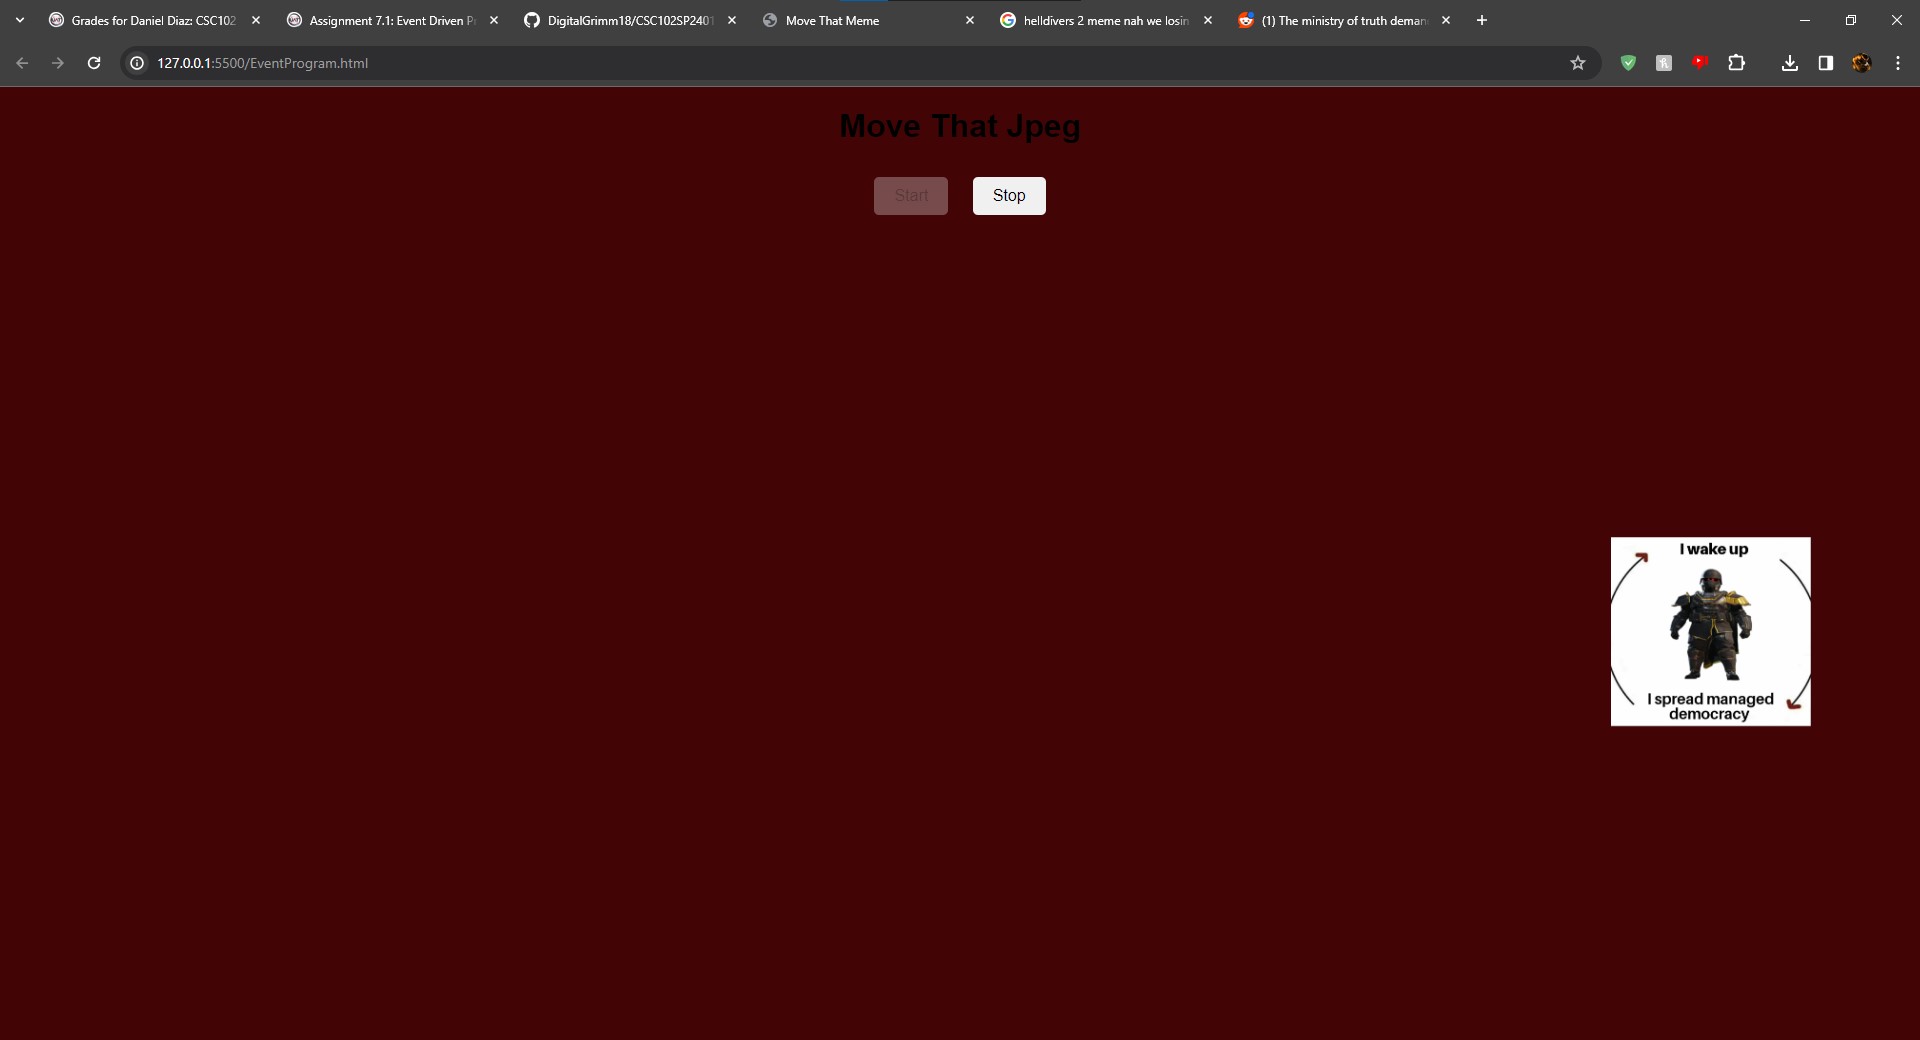 Grades for Daniel Diaz: CSC102
Assignment 7.1: Event Driven P
DigitalGrimm18/CSC102SP2401
Move That Meme
helldivers 2 meme nah we losin
(1) The ministry of truth deman
127.0.0.1:5500/EventProgram.html
Move That Jpeg
Start
Stop
I wake up
I spread managed
democracy